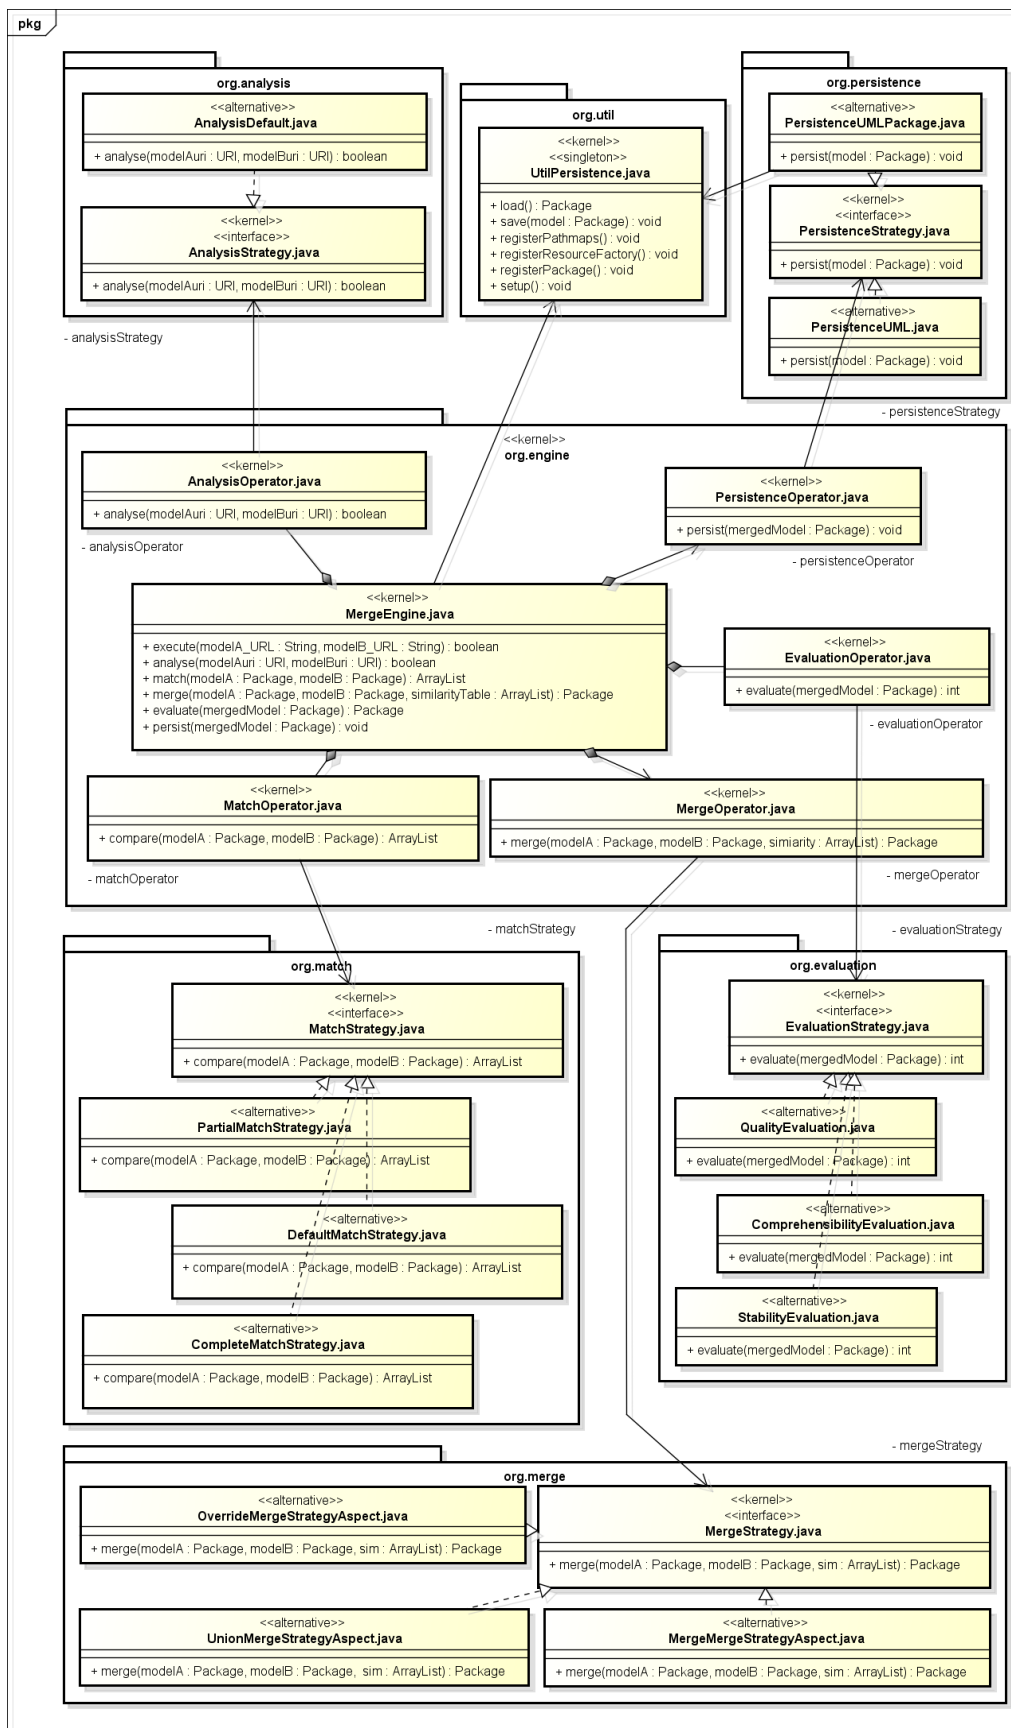 pkg
org.analysis
<<alternative>>
AnalysisDefault.java
+ analyse(modelAuri : URI, modelBuri : URI) : boolean
<<kernel>>
<<interface>>
AnalysisStrategy.java
+ analyse(modelAuri : URI, modelBuri : URI) : boolean
- analysisStrategy
org.util
<<kernel>>
<<singleton>>
UtilPersistence.java
+ load() : Package
+ save(model : Package) : void
+ registerPathmaps() : void
+ registerResourceFactory() : void
+ registerPackage() : void
+ setup() : void
org.persistence
<<alternative>>
PersistenceUMLPackage.java
+ persist(model : Package) : void
<<kernel>>
<<interface>>
PersistenceStrategy.java
+ persist(model : Package) : void
<<alternative>>
PersistenceUML.java
+ persist(model : Package) : void
- persistenceStrategy
<<kernel>>
org.engine
<<kernel>>
AnalysisOperator.java
+ analyse(modelAuri : URI, modelBuri : URI) : boolean
- analysisOperator
<<kernel>>
PersistenceOperator.java
+ persist(mergedModel : Package) : void
- persistenceOperator
<<kernel>>
MergeEngine.java
+ execute(modelA_URL : String, modelB_URL : String) : boolean
+ analyse(modelAuri : URI, modelBuri : URI) : boolean
+ match(modelA : Package, modelB : Package) : ArrayList
+ merge(modelA : Package, modelB : Package, similarityTable : ArrayList) : Package
+ evaluate(mergedModel : Package) : Package
+ persist(mergedModel : Package) : void
<<kernel>>
EvaluationOperator.java
+ evaluate(mergedModel : Package) : int
- evaluationOperator
<<kernel>>
MatchOperator.java
+ compare(modelA : Package, modelB : Package) : ArrayList
- matchOperator
<<kernel>>
MergeOperator.java
+ merge(modelA : Package, modelB : Package, simiarity : ArrayList) : Package
- mergeOperator
- matchStrategy
- evaluationStrategy
org.match
<<kernel>>
<<interface>>
MatchStrategy.java
+ compare(modelA : Package, modelB : Package) : ArrayList
<<alternative>>
PartialMatchStrategy.java
+ compare(modelA : Package, modelB : Package) : ArrayList
<<alternative>>
DefaultMatchStrategy.java
+ compare(modelA : Package, modelB : Package) : ArrayList
<<alternative>>
CompleteMatchStrategy.java
+ compare(modelA : Package, modelB : Package) : ArrayList
org.evaluation
<<kernel>>
<<interface>>
EvaluationStrategy.java
+ evaluate(mergedModel : Package) : int
<<alternative>>
QualityEvaluation.java
+ evaluate(mergedModel : Package) : int
<<alternative>>
ComprehensibilityEvaluation.java
+ evaluate(mergedModel : Package) : int
<<alternative>>
StabilityEvaluation.java
+ evaluate(mergedModel : Package) : int
- mergeStrategy
org.merge
<<alternative>>
OverrideMergeStrategyAspect.java
+ merge(modelA : Package, modelB : Package, sim : ArrayList) : Package
<<kernel>>
<<interface>>
MergeStrategy.java
+ merge(modelA : Package, modelB : Package, sim : ArrayList) : Package
<<alternative>>
UnionMergeStrategyAspect.java
+ merge(modelA : Package, modelB : Package,  sim : ArrayList) : Package
<<alternative>>
MergeMergeStrategyAspect.java
+ merge(modelA : Package, modelB : Package, sim : ArrayList) : Package